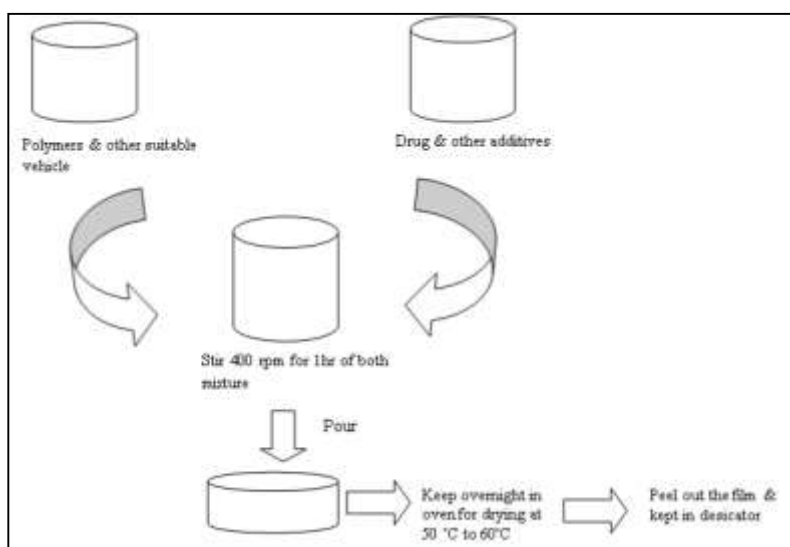 Polymers & other suitable
vehicle
Drug & other additives
Stir 400 rpm for 1hr of both
mixture
Pour
Keep overnight in
oven for drying at
50 °C to 60°C
Peel out the film &
kept in desicator